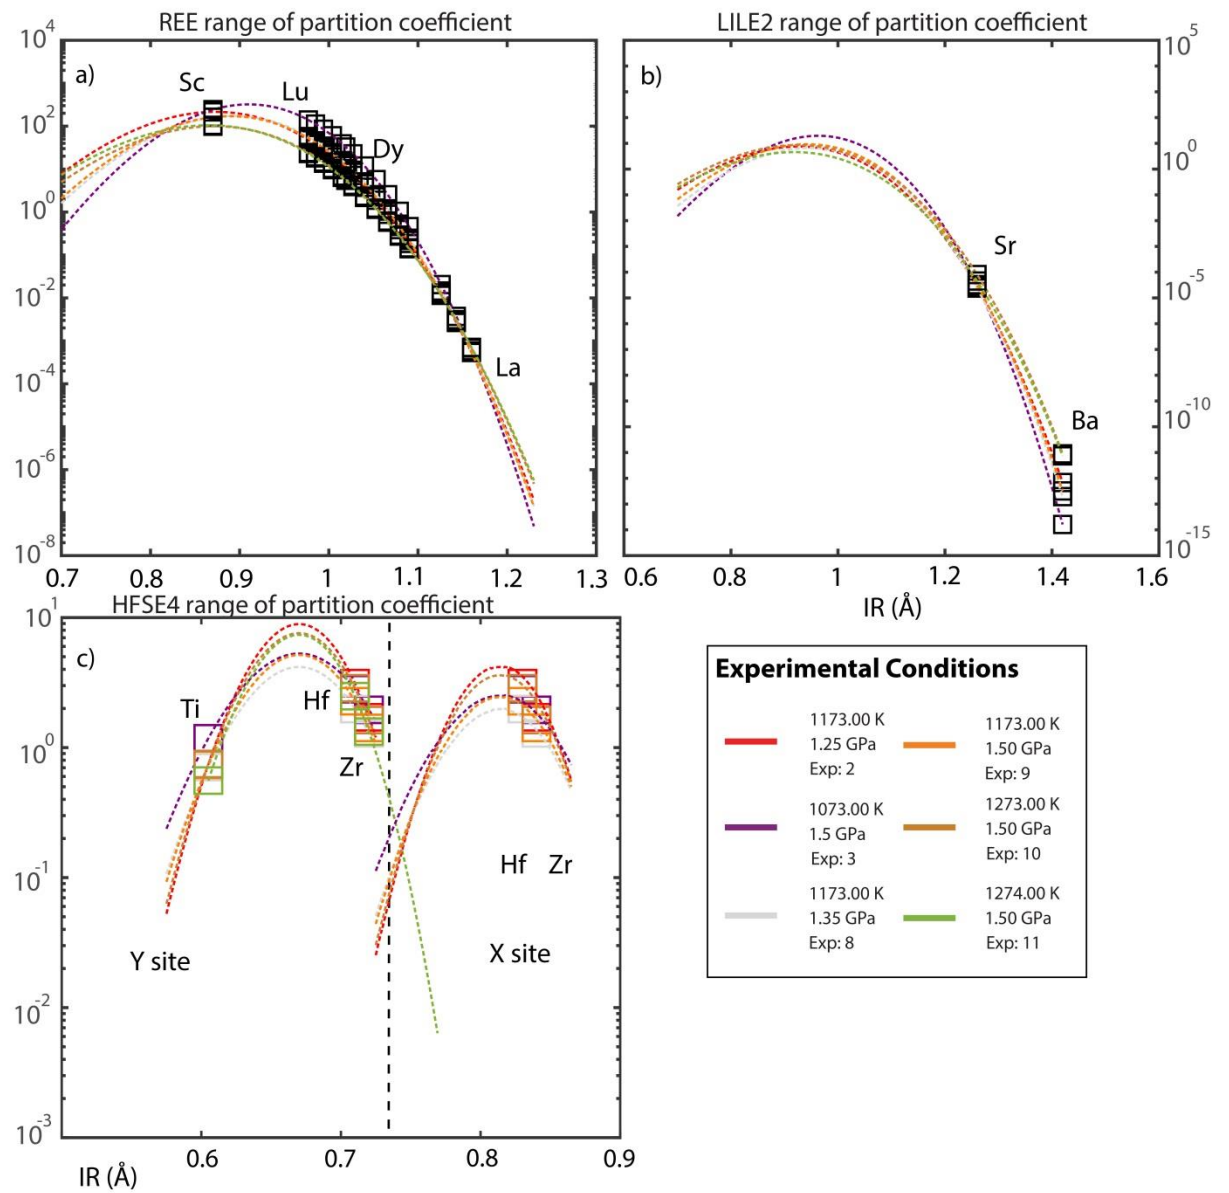 REE range of partition coefficient
LILE2 range of partition coefficient
10^4
10^2
10^0
10^-2
10^-4
10^-6
10^-8
a)
Sc
Lu
Dy
La
0.7
0.8
0.9
1
1.1
1.2
1.3
b)
Sr
Ba
10^5
10^0
10^-5
10^-10
10^-15
0.6
0.8
1.0
1.2
1.4
1.6
IR (Å)
HFSE4 range of partition coefficient
10^1
10^0
10^-1
10^-2
10^-3
c)
Ti
Hf
Zr
Hf Zr
Y site
X site
0.6
0.7
0.8
0.9
IR (Å)
Experimental Conditions
1173.00 K
1.25 GPa
Exp: 2
1073.00 K
1.5 GPa
Exp: 3
1173.00 K
1.35 GPa
Exp: 8
1173.00 K
1.50 GPa
Exp: 9
1273.00 K
1.50 GPa
Exp: 10
1274.00 K
1.50 GPa
Exp: 11